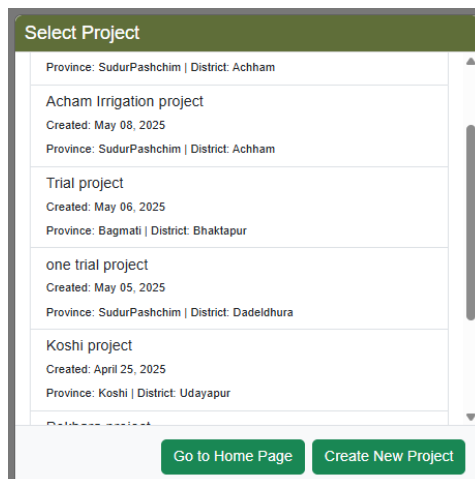 Select Project
Province: SudurPashchim | District: Achham
Acham Irrigation project
Created: May 08, 2025
Province: SudurPashchim | District: Achham
Trial project
Created: May 06, 2025
Province: Bagmati | District: Bhaktapur
one trial project
Created: May 05, 2025
Province: SudurPashchim | District: Dadeldhura
Koshi project
Created: April 25, 2025
Province: Koshi | District: Udayapur
Go to Home Page
Create New Project